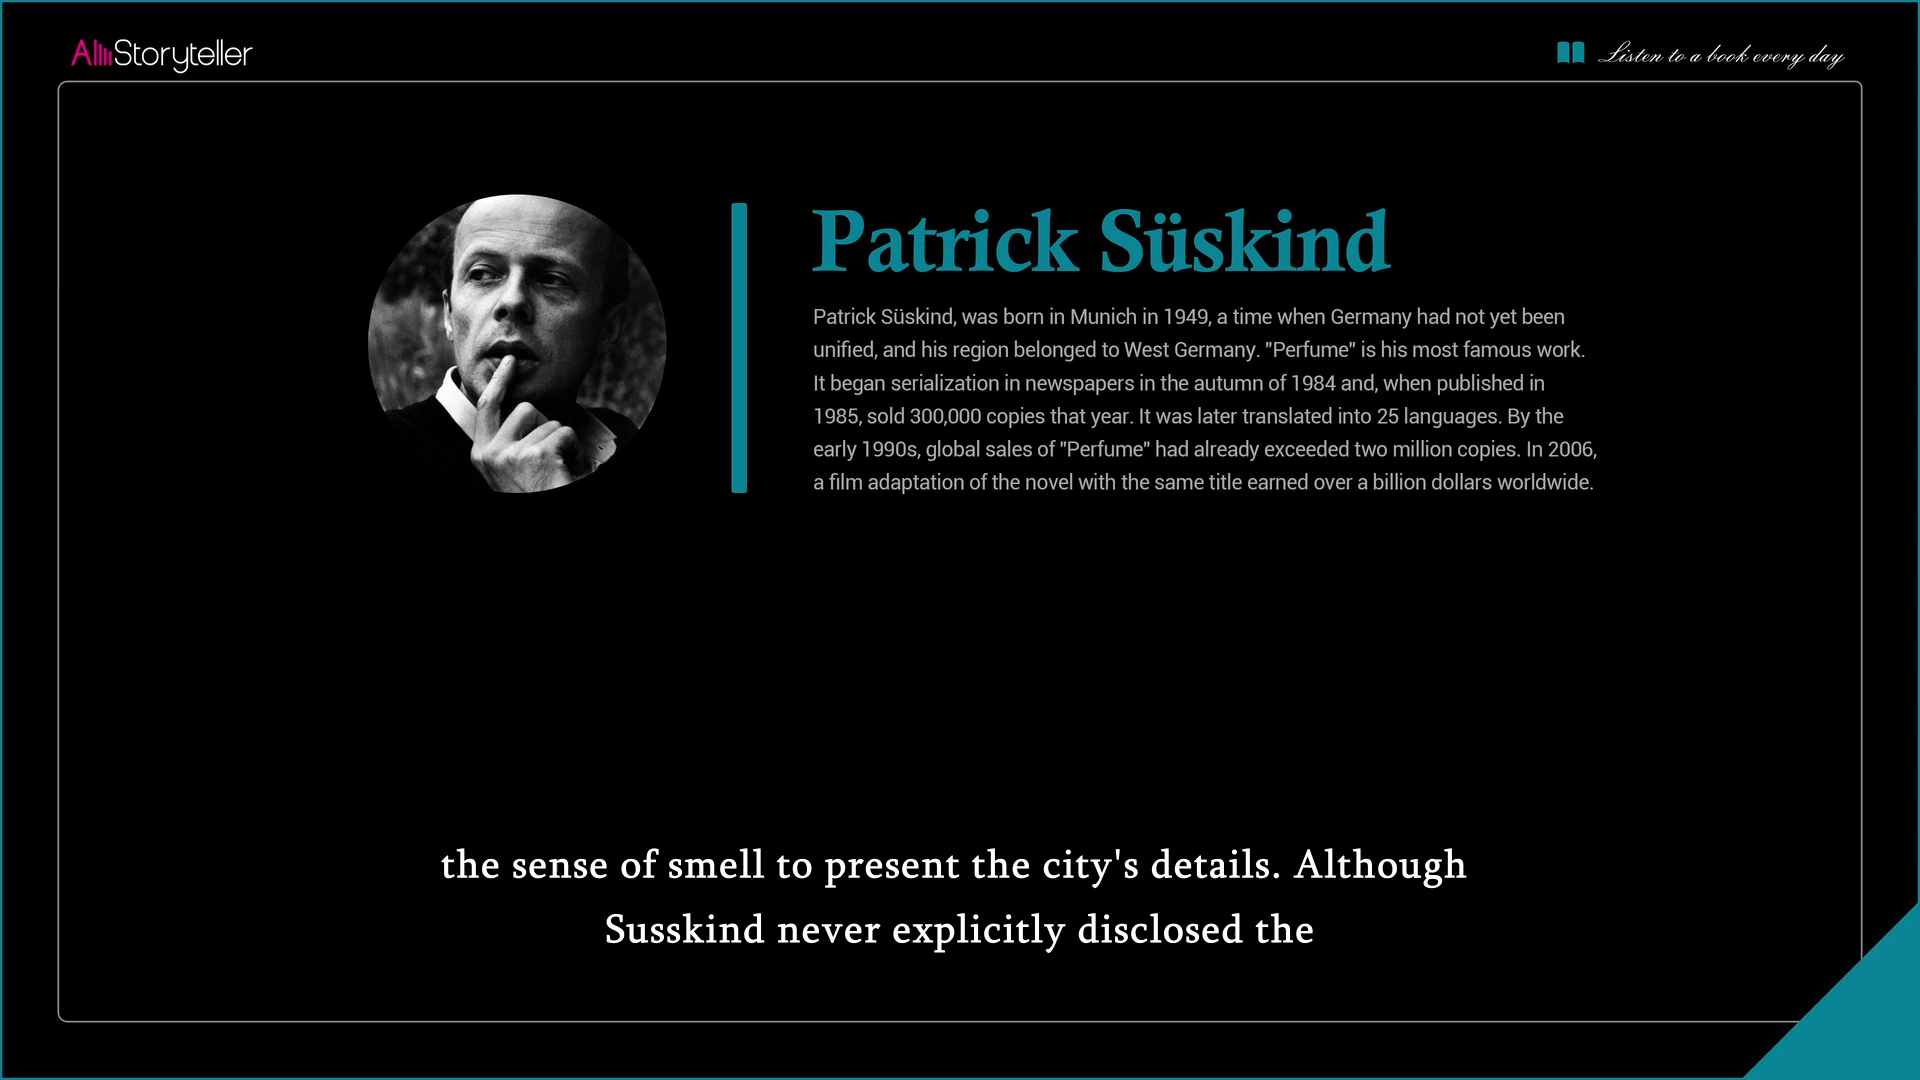 AllStoryteller
Listen to a book every day
Patrick Süskind
Patrick Süskind, was born in Munich in 1949, a time when Germany had not yet been
unified, and his region belonged to West Germany. "Perfume" is his most famous work.
It began serialization in newspapers in the autumn of 1984 and, when published in
1985, sold 300,000 copies that year. It was later translated into 25 languages. By the
early 1990s, global sales of "Perfume" had already exceeded two million copies. In 2006,
a film adaptation of the novel with the same title earned over a billion dollars worldwide.
the sense of smell to present the city's details. Although
Susskind never explicitly disclosed the